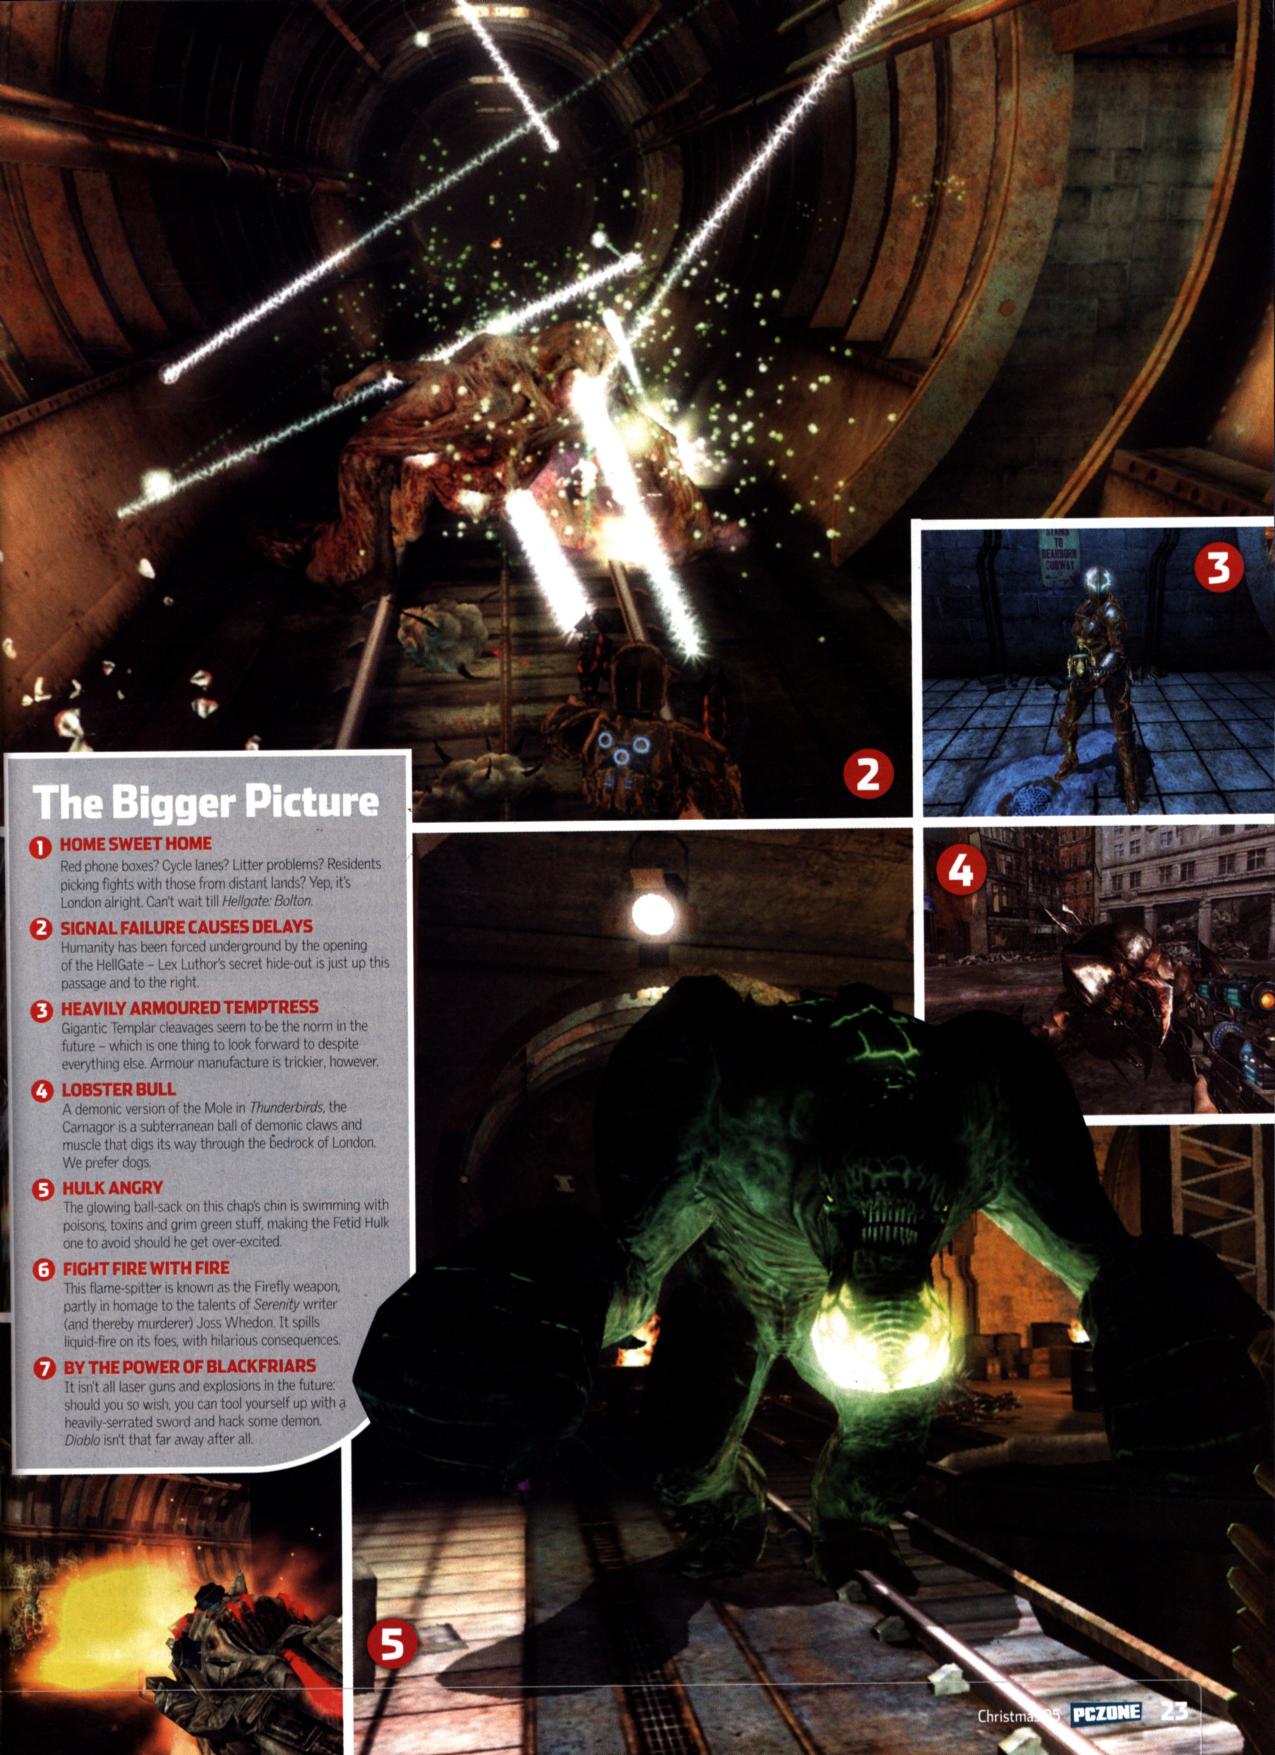 STAIRS
TO
DEARBORN
SUBWAY
3
2
4
The Bigger Picture
1 HOME SWEET HOME
Red phone boxes? Cycle lanes? Litter problems? Residents
picking fights with those from distant lands? Yep, it's
London alright. Can't wait till Hellgate: Bolton.
2 SIGNAL FAILURE CAUSES DELAYS
Humanity has been forced underground by the opening
of the HellGate – Lex Luthor's secret hide-out is just up this
passage and to the right.
3 HEAVILY ARMOURED TEMPTRESS
Gigantic Templar cleavages seem to be the norm in the
future – which is one thing to look forward to despite
everything else. Armour manufacture is trickier, however.
4 LOBSTER BULL
A demonic version of the Mole in Thunderbirds, the
Carnagor is a subterranean ball of demonic claws and
muscle that digs its way through the bedrock of London.
We prefer dogs.
5 HULK ANGRY
The glowing ball-sack on this chap's chin is swimming with
poisons, toxins and grim green stuff, making the Fetid Hulk
one to avoid should he get over-excited.
6 FIGHT FIRE WITH FIRE
This flame-spitter is known as the Firefly weapon,
partly in homage to the talents of Serenity writer
(and thereby murderer) Joss Whedon. It spills
liquid-fire on its foes, with hilarious consequences.
7 BY THE POWER OF BLACKFRIARS
It isn't all laser guns and explosions in the future:
should you so wish, you can tool yourself up with a
heavily-serrated sword and hack some demon.
Diablo isn't that far away after all.
5
Christmas 05 PCZONE 23